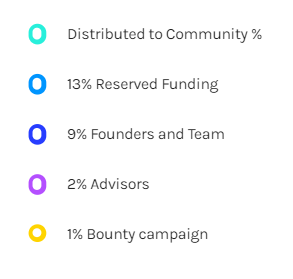 Distributed to Community %
13% Reserved Funding
9% Founders and Team
2% Advisors
1% Bounty campaign